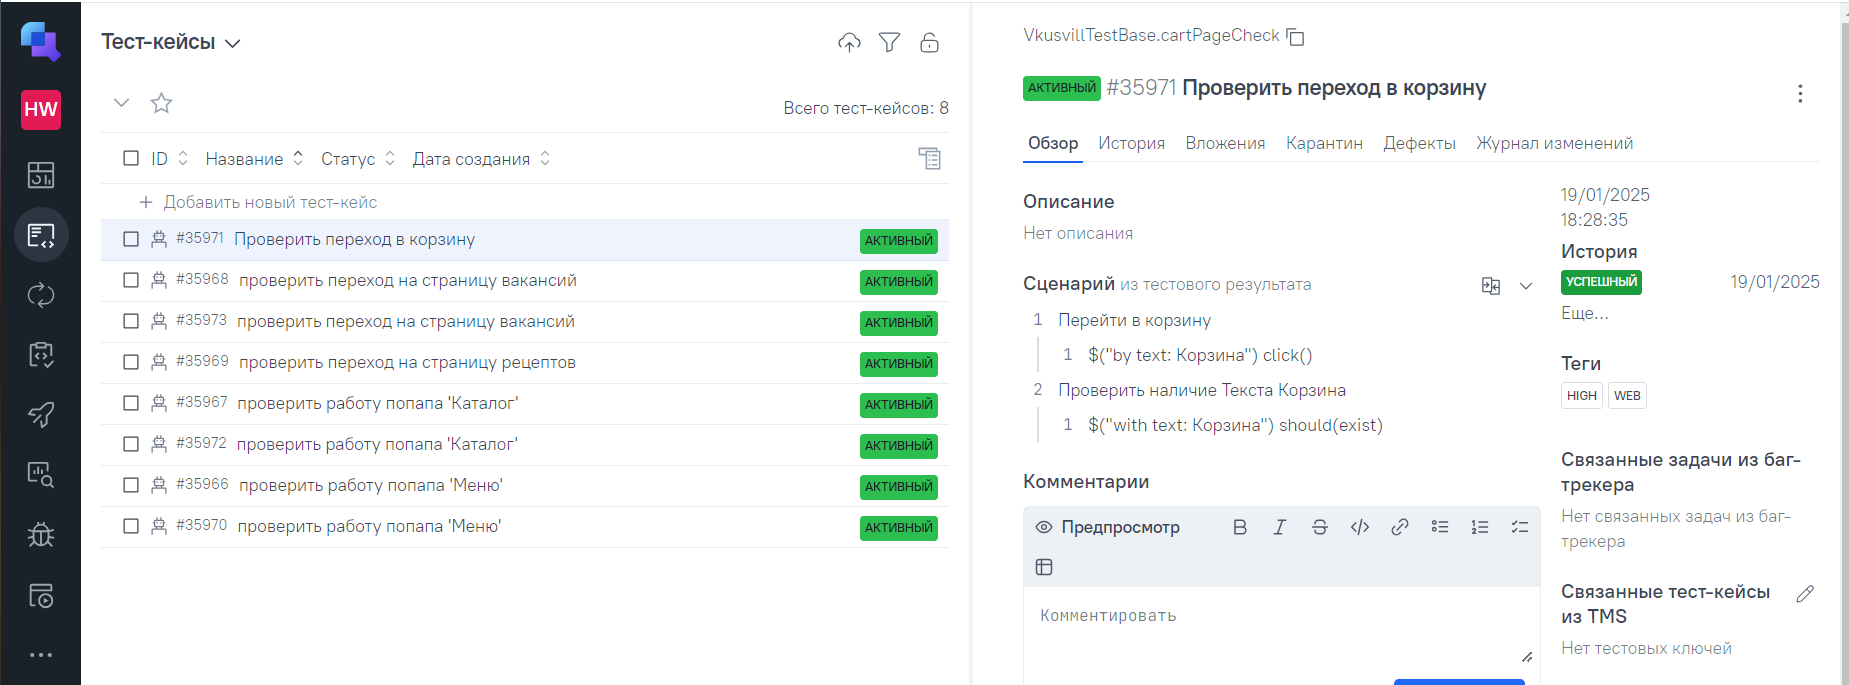 HW
Тест-кейсы
Всего тест-кейсов: 8
ID Название Статус Дата создания
Добавить новый тест-кейс
#35971 Проверить переход в корзину АКТИВНЫЙ
#35968 проверить переход на страницу вакансий АКТИВНЫЙ
#35973 проверить переход на страницу вакансий АКТИВНЫЙ
#35969 проверить переход на страницу рецептов АКТИВНЫЙ
#35967 проверить работу попапа 'Каталог' АКТИВНЫЙ
#35972 проверить работу попапа 'Каталог' АКТИВНЫЙ
#35966 проверить работу попапа 'Меню' АКТИВНЫЙ
#35970 проверить работу попапа 'Меню' АКТИВНЫЙ
VkusvillTestBase.cartPageCheck
АКТИВНЫЙ #35971 Проверить переход в корзину
Обзор История Вложения Карантин Дефекты Журнал изменений
Описание
Нет описания
Сценарий из тестового результата
1 Перейти в корзину
1 $("by text: Корзина") click()
2 Проверить наличие Текста Корзина
1 $("with text: Корзина") should(exist)
Комментарии
Предпросмотр
Комментировать
19/01/2025
18:28:35
История
УСПЕШНЫЙ 19/01/2025
Еще...
Теги
HIGH WEB
Связанные задачи из баг-
трекера
Нет связанных задач из баг-
трекера
Связанные тест-кейсы
из TMS
Нет тестовых ключей